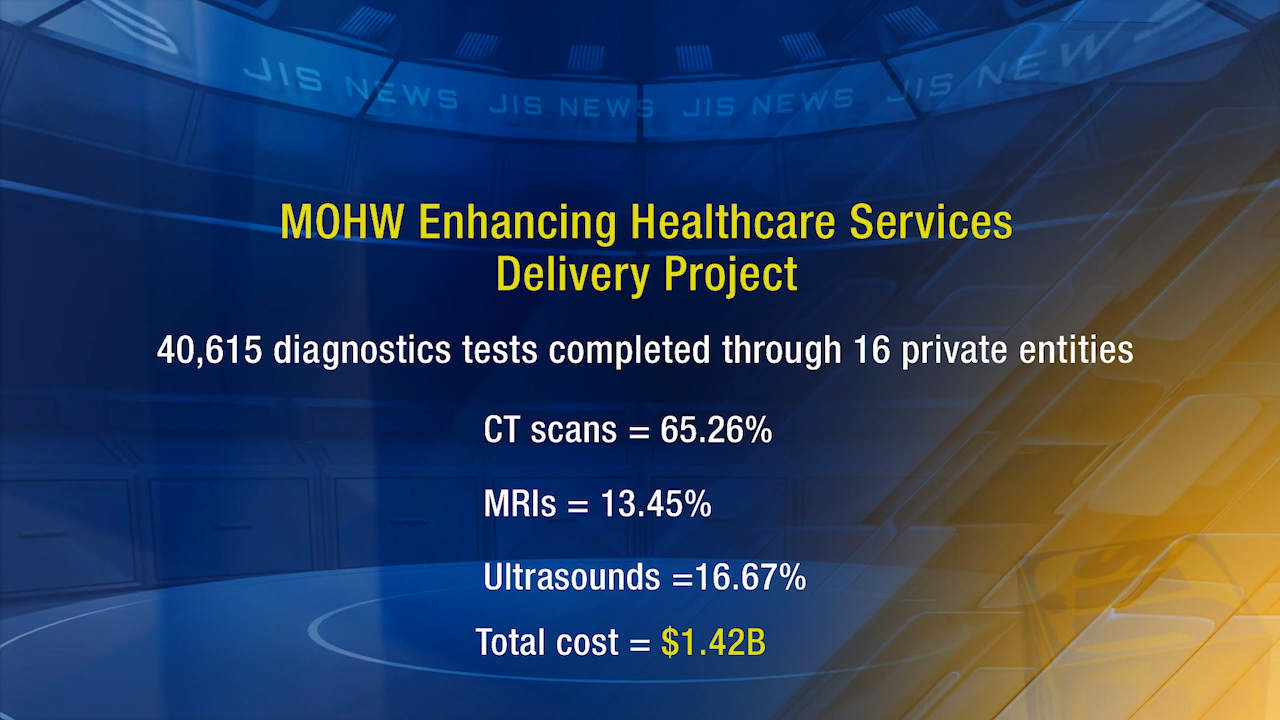 JIS NEWS JIS NEWS JIS NEWS JIS NEW
MOHW Enhancing Healthcare Services
Delivery Project
40,615 diagnostics tests completed through 16 private entities
CT scans = 65.26%
MRIs = 13.45%
Ultrasounds =16.67%
Total cost = $1.42B